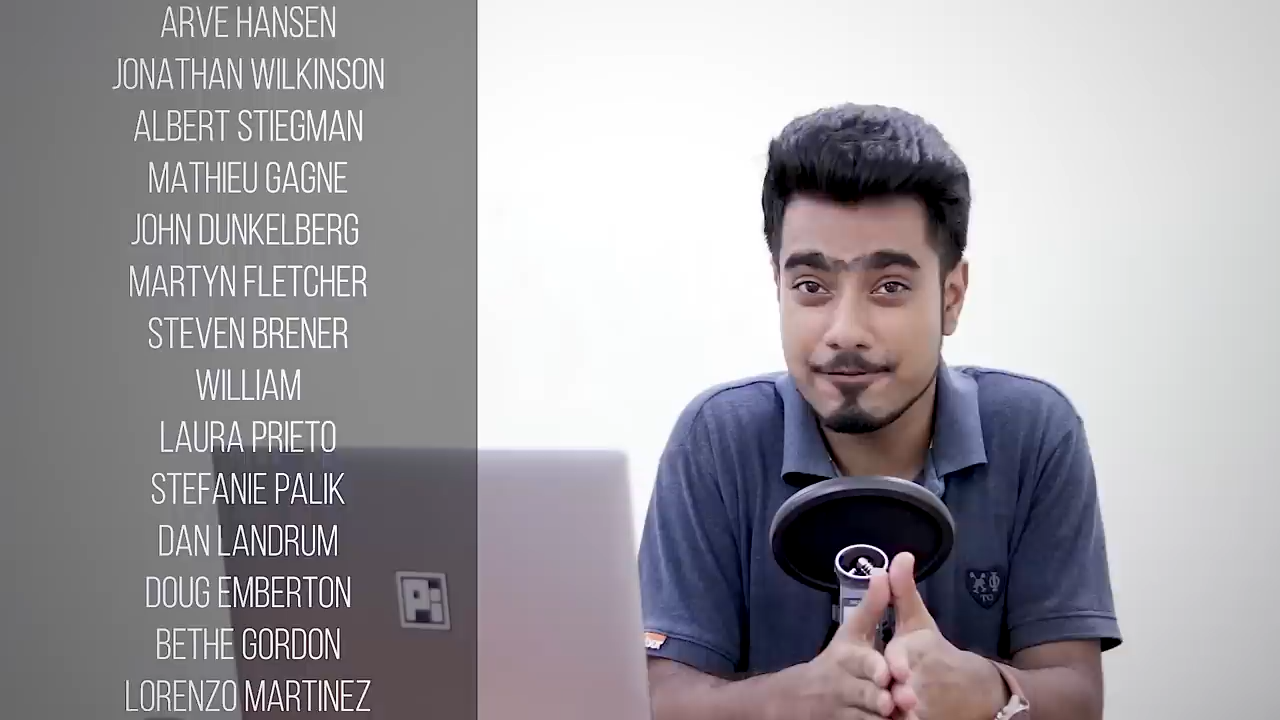 ARVE HANSEN
JONATHAN WILKINSON
ALBERT STIEGMAN
MATHIEU GAGNE
JOHN DUNKELBERG
MARTYN FLETCHER
STEVEN BRENER
WILLIAM
LAURA PRIETO
STEFANIE PALIK
DAN LANDRUM
DOUG EMBERTON
BETHE GORDON
LORENZO MARTINEZ